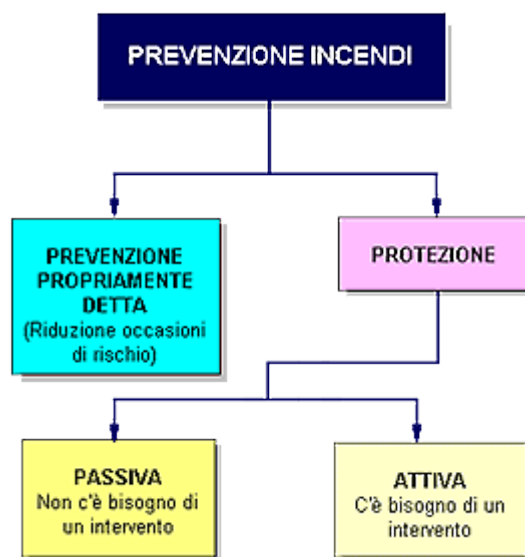 PREVENZIONE INCENDI
PREVENZIONE
PROPRIAMENTE
DETTA
(Riduzione occasioni
di rischio)
PROTEZIONE
PASSIVA
Non c'è bisogno di
un intervento
ATTIVA
C'è bisogno di un
intervento